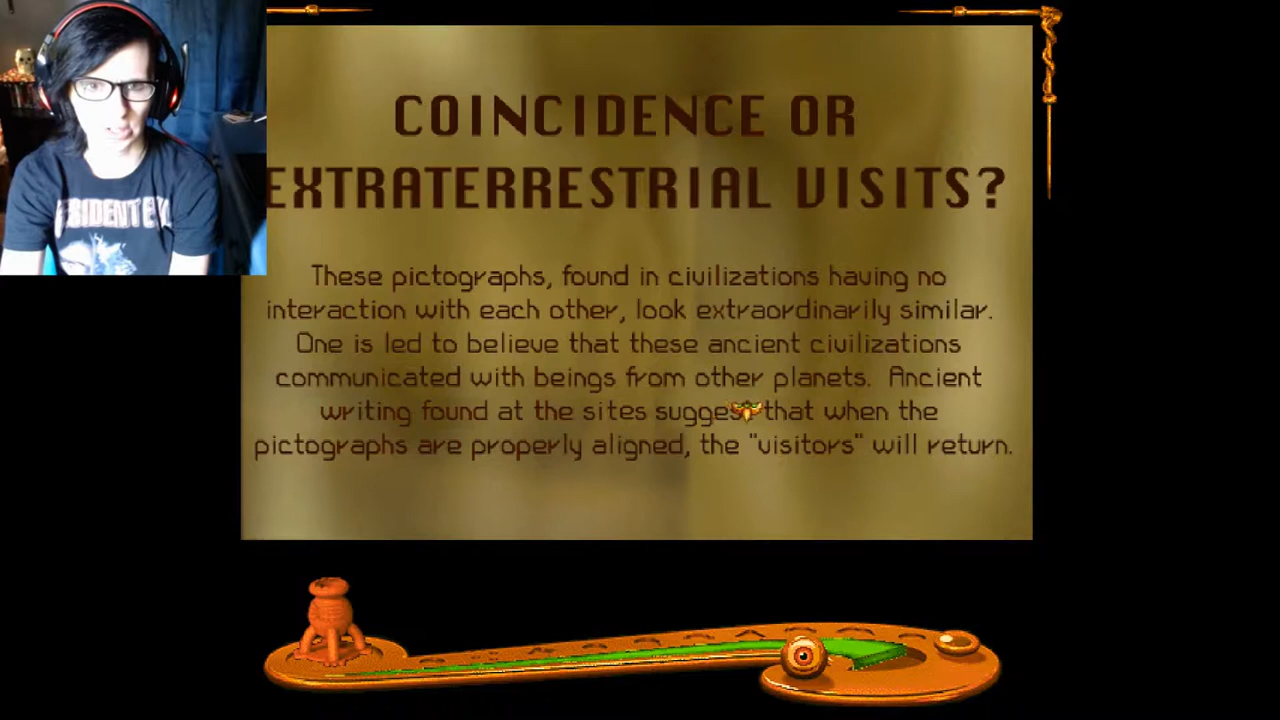 COINCIDENCE OR
EXTRATERRESTRIAL VISITS?
These pictographs, found in civilizations having no
interaction with each other, look extraordinarily similar.
One is led to believe that these ancient civilizations
communicated with beings from other planets. Ancient
writing found at the sites suggest that when the
pictographs are properly aligned, the "visitors" will return.